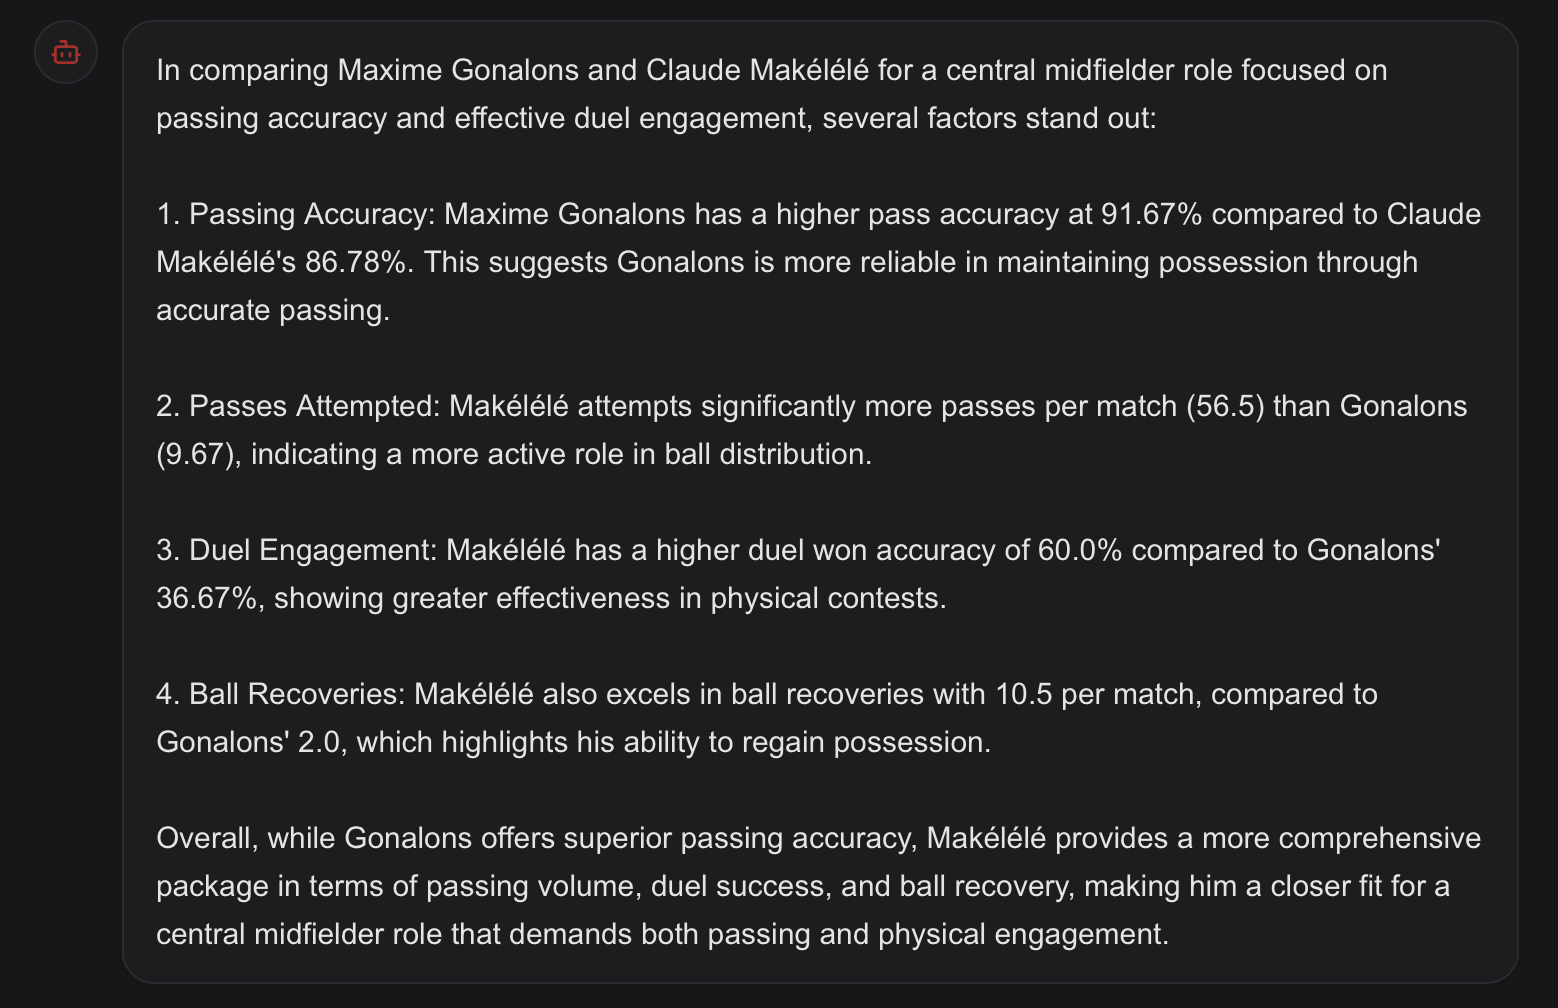 In comparing Maxime Gonalons and Claude Makélélé for a central midfielder role focused on
passing accuracy and effective duel engagement, several factors stand out:
1. Passing Accuracy: Maxime Gonalons has a higher pass accuracy at 91.67% compared to Claude
Makélélé's 86.78%. This suggests Gonalons is more reliable in maintaining possession through
accurate passing.
2. Passes Attempted: Makélélé attempts significantly more passes per match (56.5) than Gonalons
(9.67), indicating a more active role in ball distribution.
3. Duel Engagement: Makélélé has a higher duel won accuracy of 60.0% compared to Gonalons'
36.67%, showing greater effectiveness in physical contests.
4. Ball Recoveries: Makélélé also excels in ball recoveries with 10.5 per match, compared to
Gonalons' 2.0, which highlights his ability to regain possession.
Overall, while Gonalons offers superior passing accuracy, Makélélé provides a more comprehensive
package in terms of passing volume, duel success, and ball recovery, making him a closer fit for a
central midfielder role that demands both passing and physical engagement.